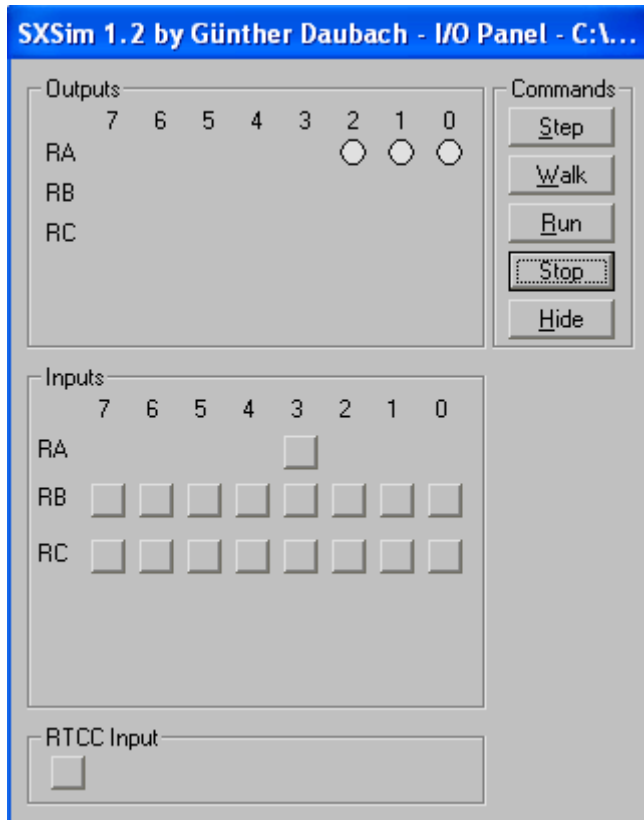 SXSim 1.2 by Günther Daubach - I/O Panel - C:\...
Outputs
7 6 5 4 3 2 1 0
RA
RB
RC
Commands
Step
Walk
Run
Stop
Hide
Inputs
7 6 5 4 3 2 1 0
RA
RB
RC
RTCC Input